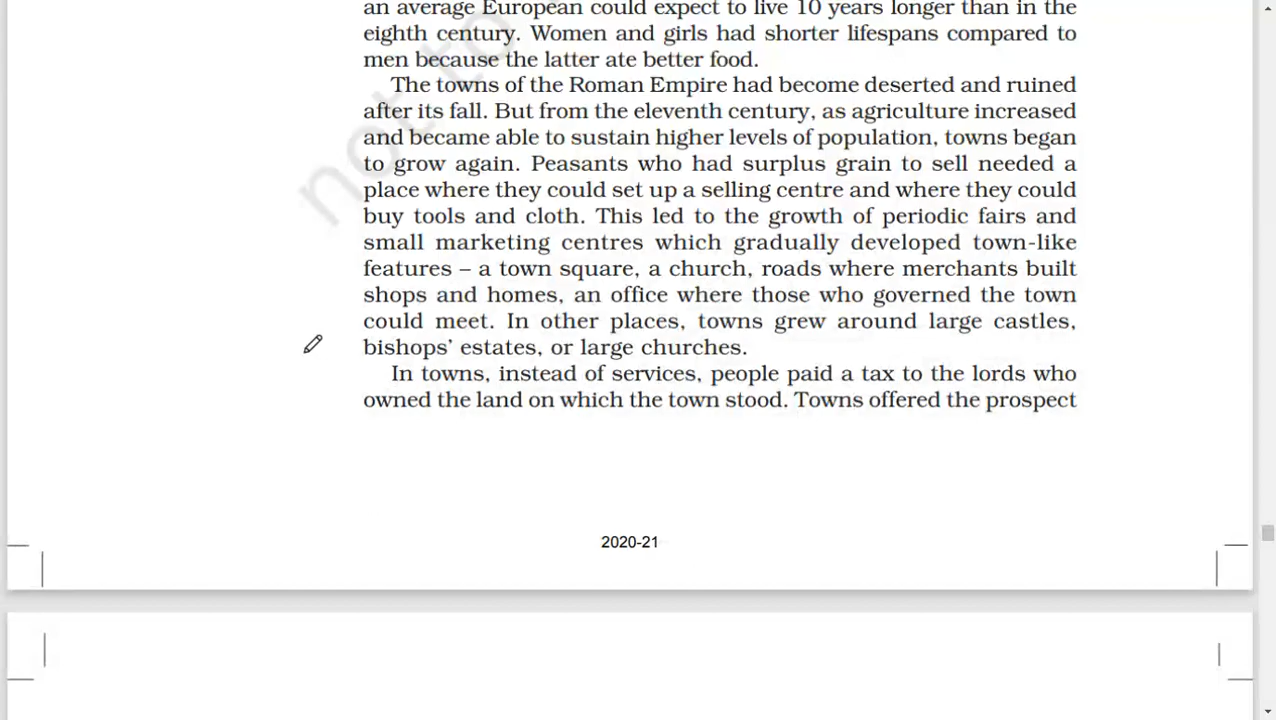 an average European could expect to live 10 years longer than in the
eighth century. Women and girls had shorter lifespans compared to
men because the latter ate better food.
The towns of the Roman Empire had become deserted and ruined
after its fall. But from the eleventh century, as agriculture increased
and became able to sustain higher levels of population, towns began
to grow again. Peasants who had surplus grain to sell needed a
place where they could set up a selling centre and where they could
buy tools and cloth. This led to the growth of periodic fairs and
small marketing centres which gradually developed town-like
features – a town square, a church, roads where merchants built
shops and homes, an office where those who governed the town
could meet. In other places, towns grew around large castles,
bishops’ estates, or large churches.
In towns, instead of services, people paid a tax to the lords who
owned the land on which the town stood. Towns offered the prospect
not to
2020-21